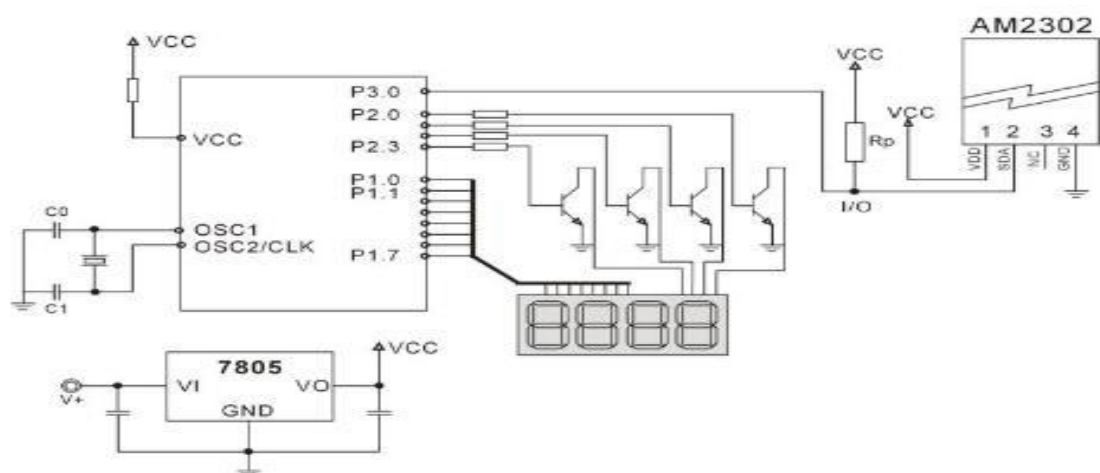 AM2302
VCC
VCC
VCC
P3.0
P2.0
P2.3
VCC
Rp
1 2 3 4
VDD
SDA
NC
GND
I/O
P1.0
P1.1
P1.7
C0
OSC1
OSC2/CLK
C1
VCC
7805
V+
VI
VO
GND